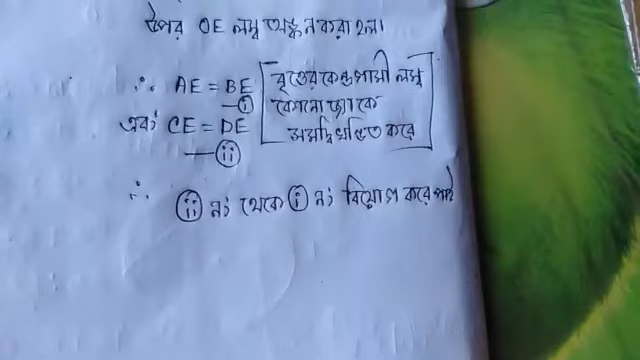 উপর OE লম্ব অঙ্কন করা হল।
∴ AE = BE [বৃত্তের কেন্দ্রগামী লম্ব
—(i) কোনো জ্যাকে
এবং CE = DE সমদ্বিখণ্ডিত করে]
—(ii)
∴ (ii) নং থেকে (i) নং বিয়োগ করে পাই